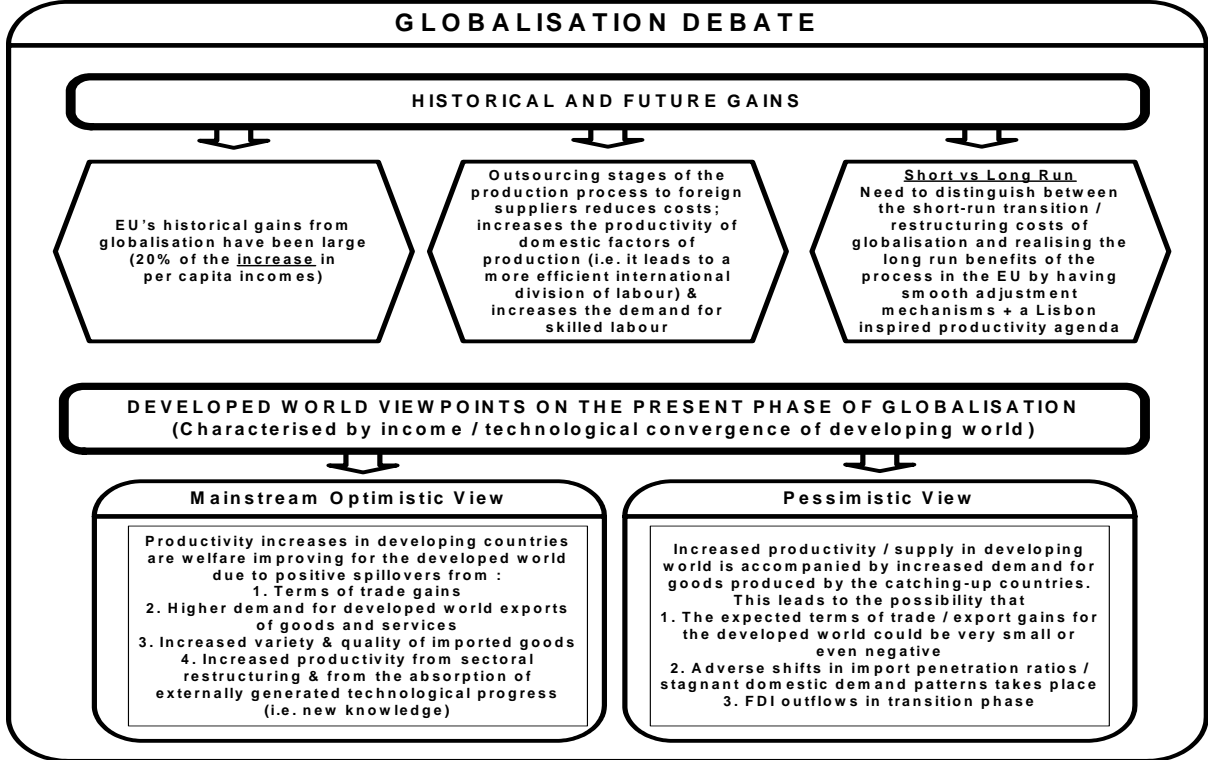 GLOBALISATION DEBATE
HISTORICAL AND FUTURE GAINS
EU's historical gains from
globalisation have been large
(20% of the increase in
per capita incomes)
Outsourcing stages of the
production process to foreign
suppliers reduces costs;
increases the productivity of
domestic factors of
production (i.e. it leads to a
more efficient international
division of labour) &
increases the demand for
skilled labour
Short vs Long Run
Need to distinguish between
the short-run transition /
restructuring costs of
globalisation and realising the
long run benefits of the
process in the EU by having
smooth adjustment
mechanisms + a Lisbon
inspired productivity agenda
DEVELOPED WORLD VIEWPOINTS ON THE PRESENT PHASE OF GLOBALISATION
(Characterised by income / technological convergence of developing world)
Mainstream Optimistic View
Productivity increases in developing countries
are welfare improving for the developed world
due to positive spillovers from :
1. Terms of trade gains
2. Higher demand for developed world exports
of goods and services
3. Increased variety & quality of imported goods
4. Increased productivity from sectoral
restructuring & from the absorption of
externally generated technological progress
(i.e. new knowledge)
Pessimistic View
Increased productivity / supply in developing
world is accompanied by increased demand for
goods produced by the catching-up countries.
This leads to the possibility that
1. The expected terms of trade / export gains for
the developed world could be very small or
even negative
2. Adverse shifts in import penetration ratios /
stagnant domestic demand patterns takes place
3. FDI outflows in transition phase